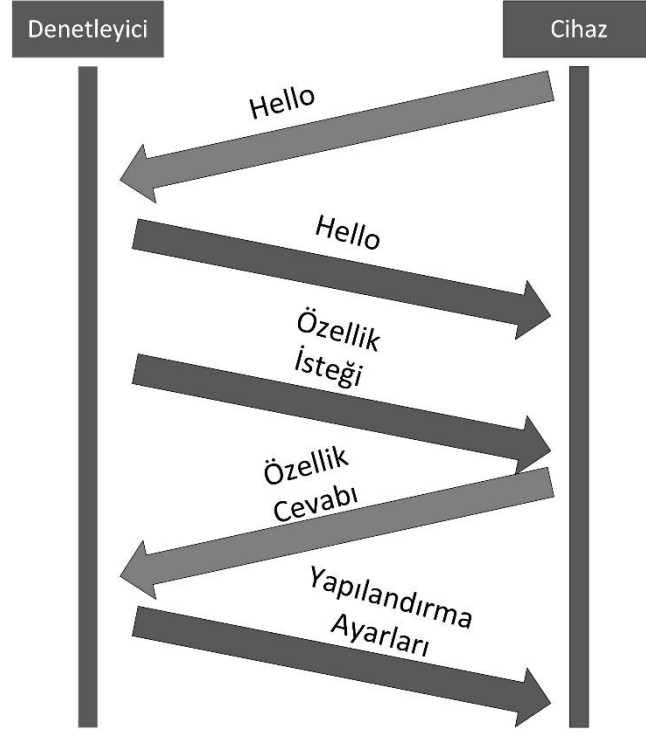 Denetleyici
Cihaz
Hello
Hello
Özellik
İsteği
Özellik
Cevabı
Yapılandırma
Ayarları